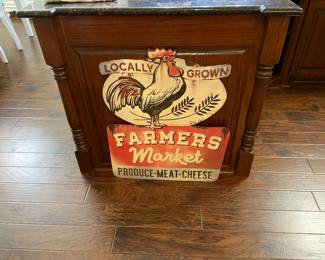 LOCALLY GROWN
FARMERS
Market
PRODUCE•MEAT•CHEESE